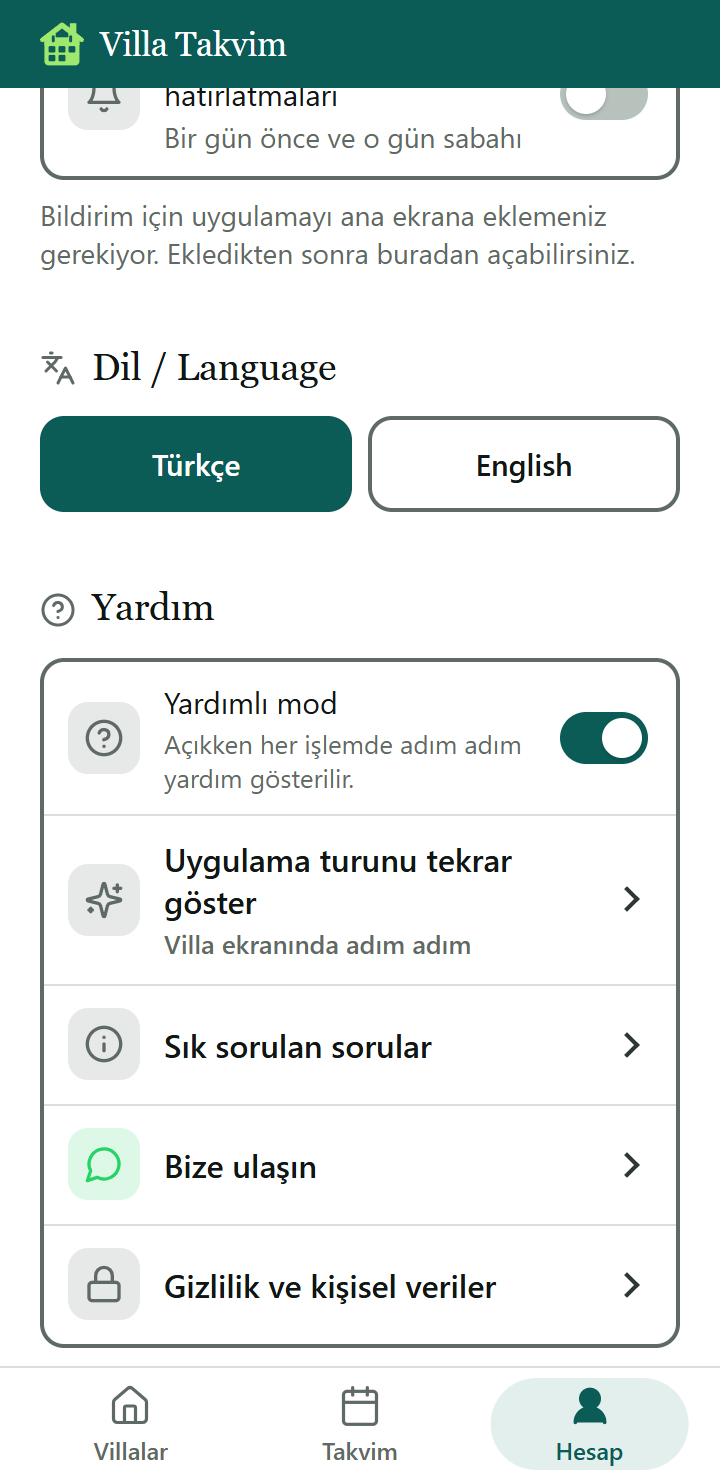 Villa Takvim
hatırlatmaları
Bir gün önce ve o gün sabahı
Bildirim için uygulamayı ana ekrana eklemeniz
gerekiyor. Ekledikten sonra buradan açabilirsiniz.
Dil / Language
Türkçe
English
Yardım
Yardımlı mod
Açıkken her işlemde adım adım
yardım gösterilir.
Uygulama turunu tekrar
göster
Villa ekranında adım adım
Sık sorulan sorular
Bize ulaşın
Gizlilik ve kişisel veriler
Villalar
Takvim
Hesap